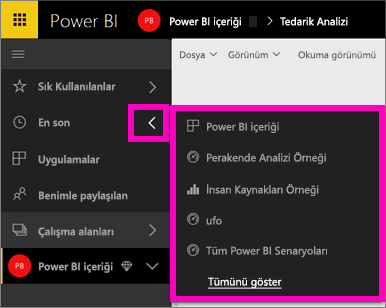 Power BI PB Power BI içeriği > Tedarik Analizi
Dosya Görünüm Okuma görünümü
Sık Kullanılanlar
En son
Uygulamalar
Benimle paylaşılan
Çalışma alanları
PB Power BI içeriği
Power BI içeriği
Perakende Analizi Örneği
İnsan Kaynakları Örneği
ufo
Tüm Power BI Senaryoları
Tümünü göster